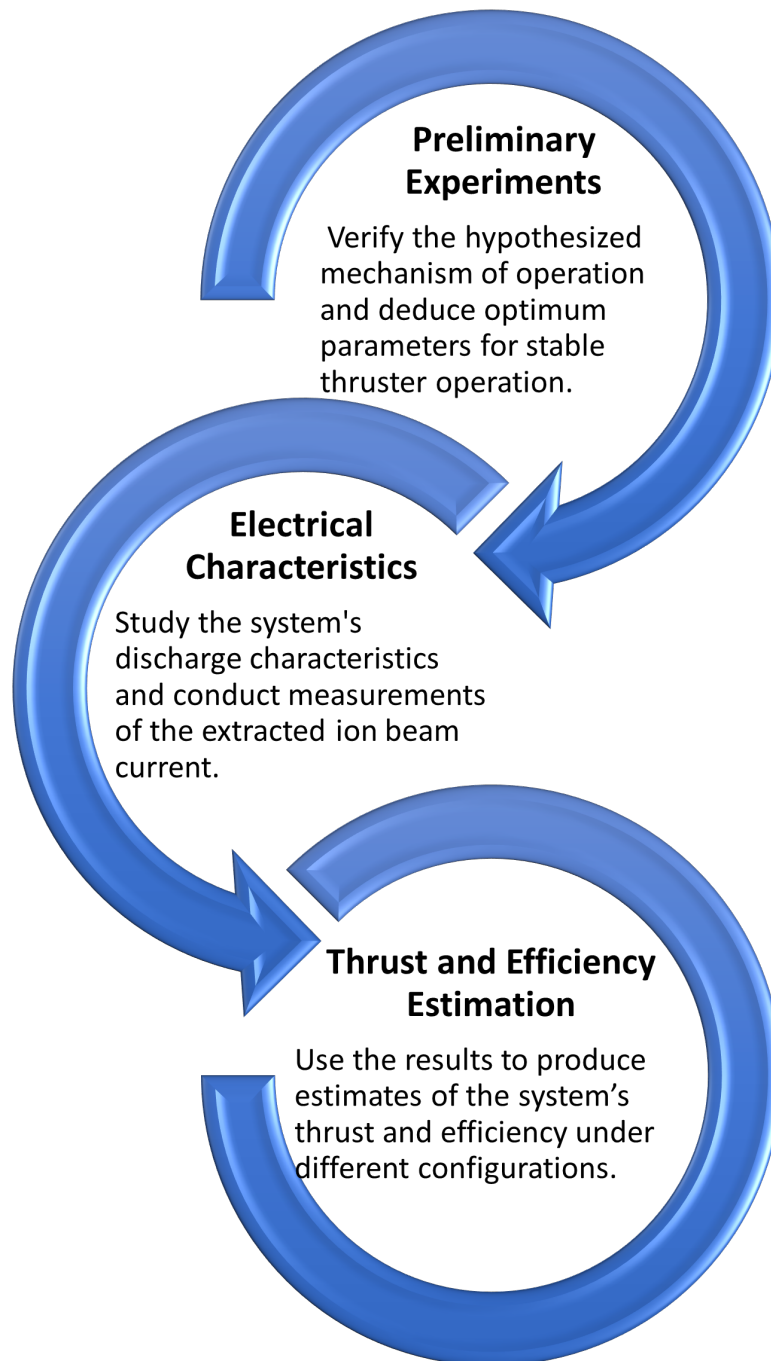 Preliminary
Experiments
Verify the hypothesized
mechanism of operation
and deduce optimum
parameters for stable
thruster operation.
Electrical
Characteristics
Study the system's
discharge characteristics
and conduct measurements
of the extracted ion beam
current.
Thrust and Efficiency
Estimation
Use the results to produce
estimates of the system’s
thrust and efficiency under
different configurations.